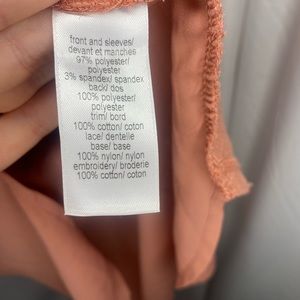 front and sleeves/
devant et manches
97% polyester/
polyester
3% spandex/ spandex
back/ dos
100% polyester/
polyester
trim/ bord
100% cotton/ coton
lace/ dentelle
base/ base
100% nylon/ nylon
embroidery/ broderie
100% cotton/ coton